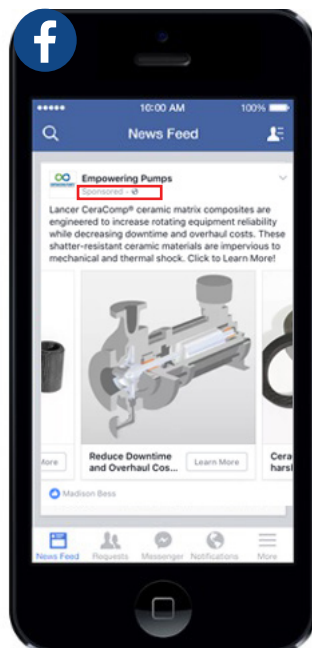 10:00 AM
100%
News Feed
Empowering Pumps
Sponsored
Lancer CeraComp® ceramic matrix composites are
engineered to increase rotating equipment reliability
while decreasing downtime and overhaul costs. These
shatter-resistant ceramic materials are impervious to
mechanical and thermal shock. Click to Learn More!
More
Reduce Downtime
and Overhaul Cos...
Learn More
Cera
harsh
Madison Bess
News Feed
Requests
Messenger
Notifications
More